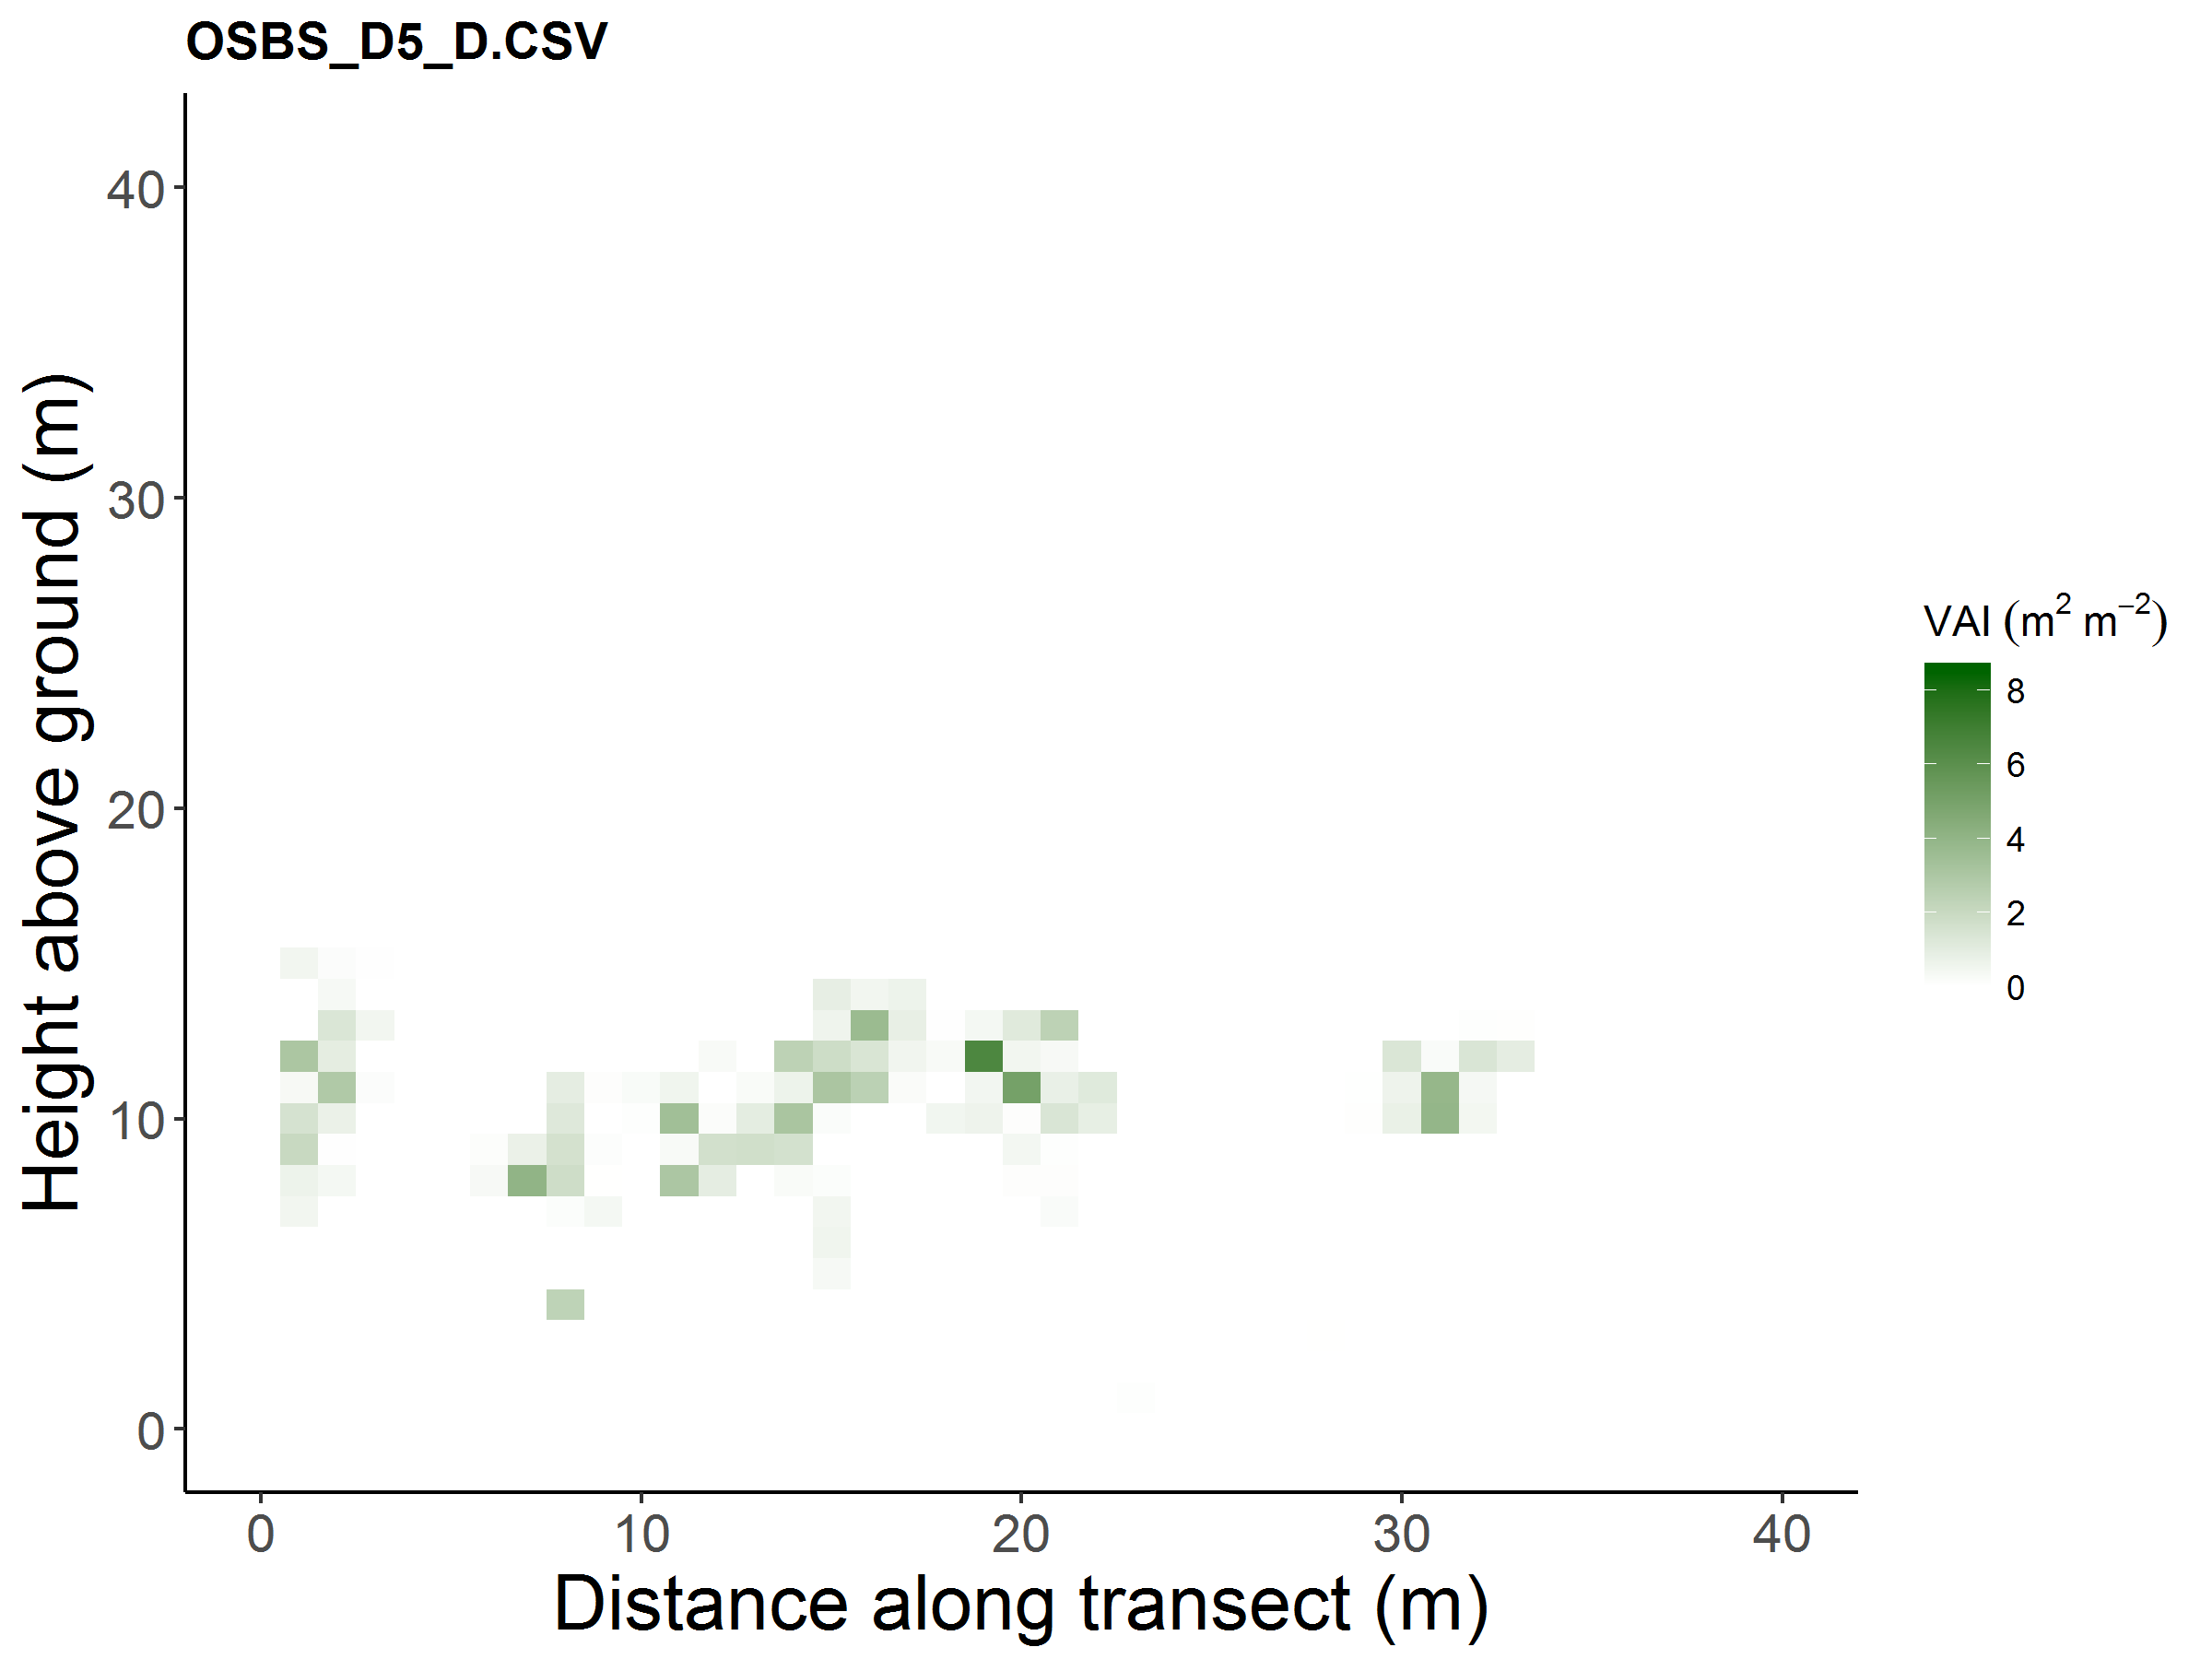 OSBS_D5_D.CSV
Height above ground (m)
40
30
20
10
0
0 10 20 30 40
Distance along transect (m)
VAI (m² m⁻²)
8
6
4
2
0